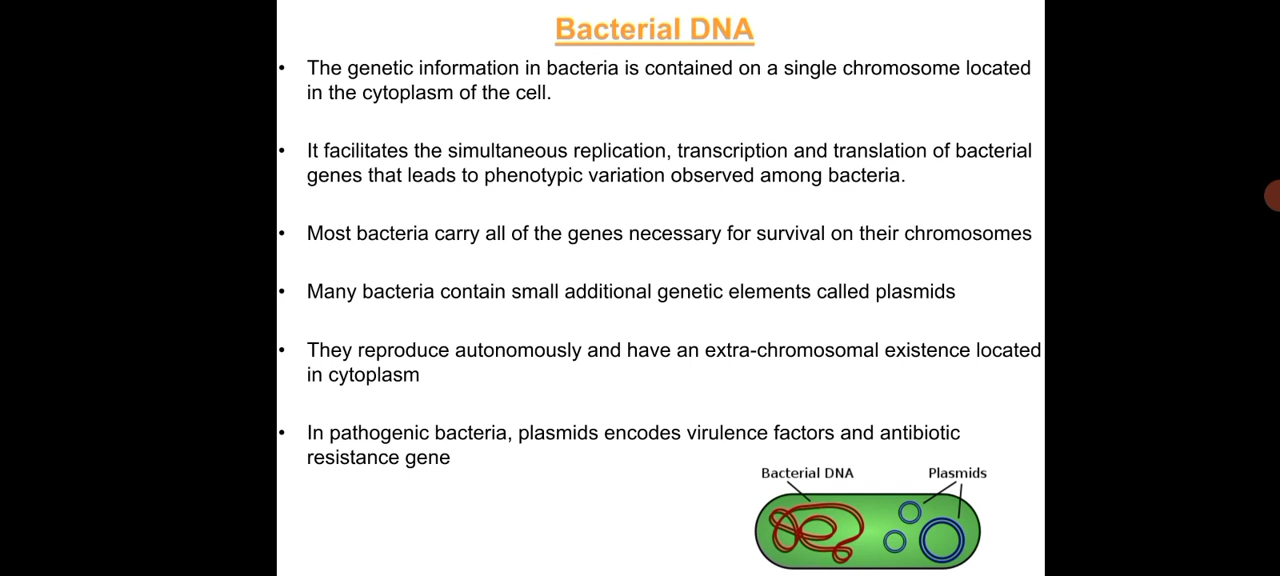 Bacterial DNA
• The genetic information in bacteria is contained on a single chromosome located
in the cytoplasm of the cell.
• It facilitates the simultaneous replication, transcription and translation of bacterial
genes that leads to phenotypic variation observed among bacteria.
• Most bacteria carry all of the genes necessary for survival on their chromosomes
• Many bacteria contain small additional genetic elements called plasmids
• They reproduce autonomously and have an extra-chromosomal existence located
in cytoplasm
• In pathogenic bacteria, plasmids encodes virulence factors and antibiotic
resistance gene
Bacterial DNA Plasmids